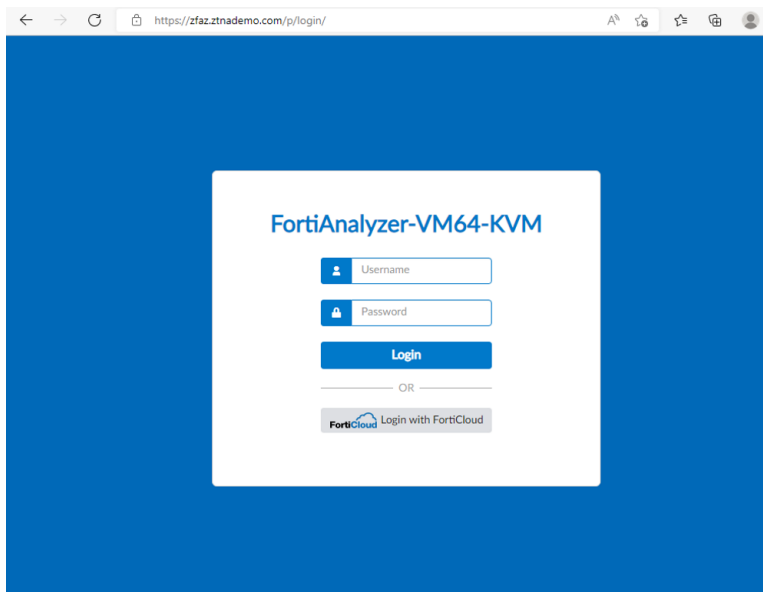 https://zfaz.ztnademo.com/p/login/
FortiAnalyzer-VM64-KVM
Username
Password
Login
OR
FortiCloud Login with FortiCloud